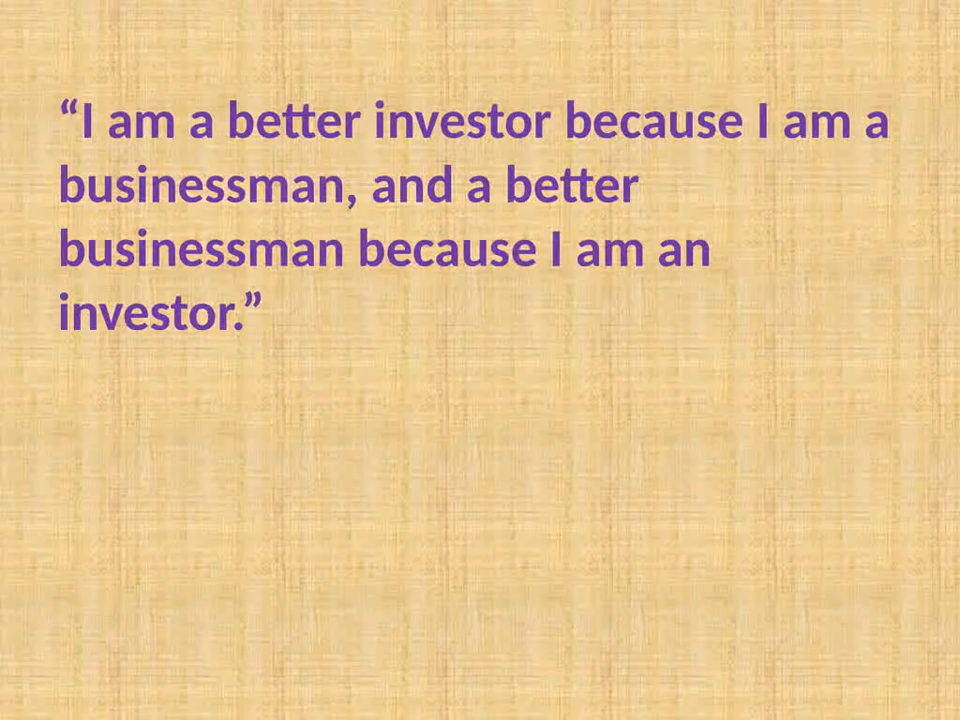 “I am a better investor because I am a
businessman, and a better
businessman because I am an
investor.”